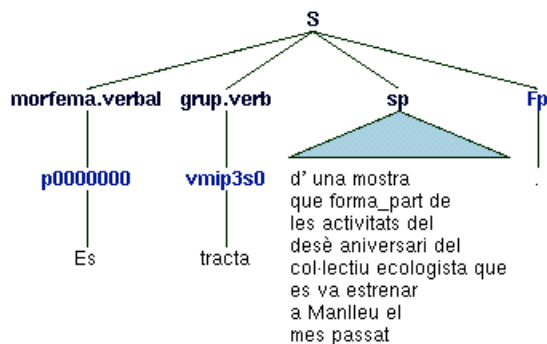 S
morfema.verbal grup.verb sp Fp
p0000000 vmip3s0
Es tracta
d' una mostra
que forma_part de
les activitats del
desè aniversari del
col·lectiu ecologista que
es va estrenar
a Manlleu el
mes passat
.